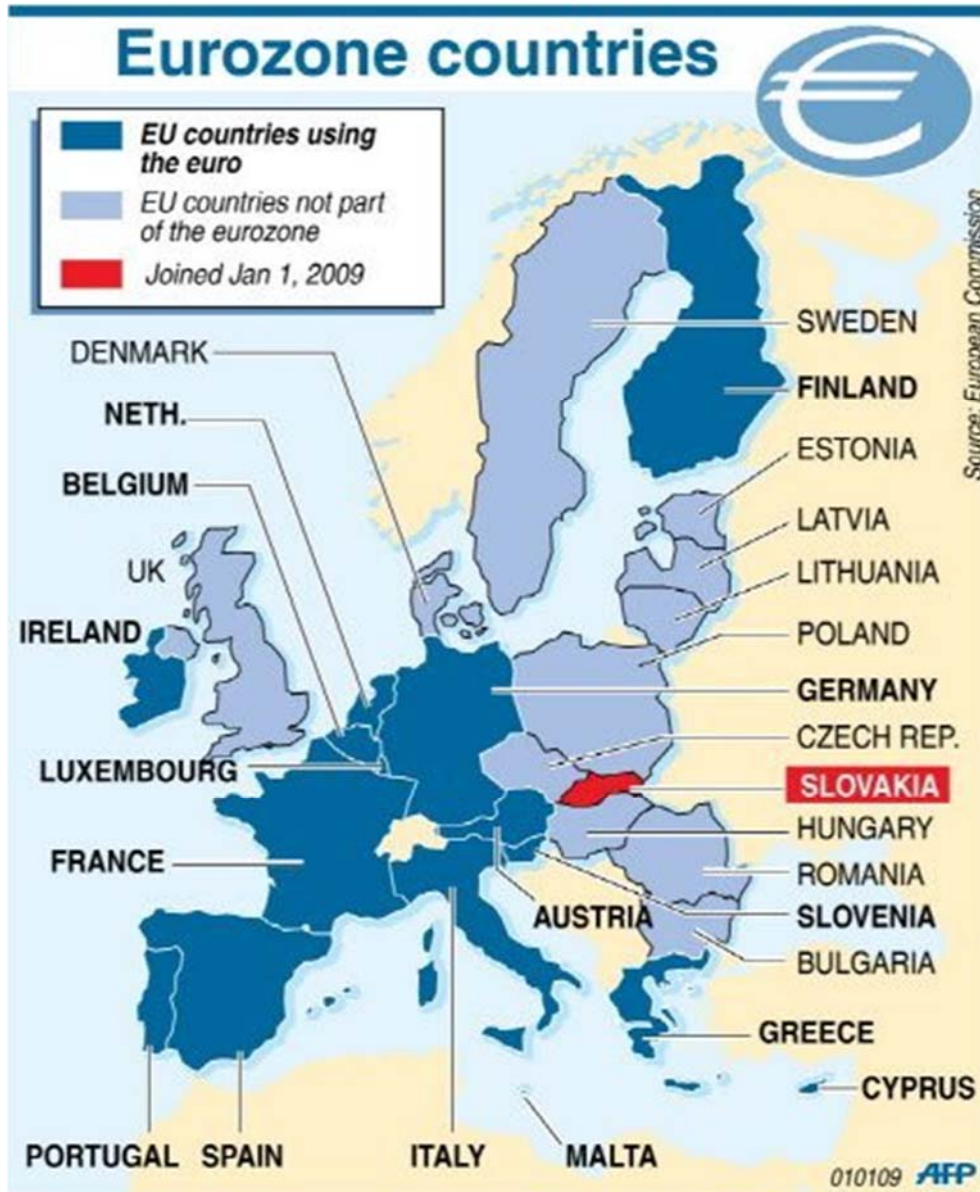 Eurozone countries
€
EU countries using
the euro
EU countries not part
of the eurozone
Joined Jan 1, 2009
Source: European Commission
DENMARK
NETH.
BELGIUM
UK
IRELAND
LUXEMBOURG
FRANCE
PORTUGAL
SPAIN
ITALY
MALTA
SWEDEN
FINLAND
ESTONIA
LATVIA
LITHUANIA
POLAND
GERMANY
CZECH REP.
SLOVAKIA
HUNGARY
ROMANIA
AUSTRIA
SLOVENIA
BULGARIA
GREECE
CYPRUS
010109 AFP